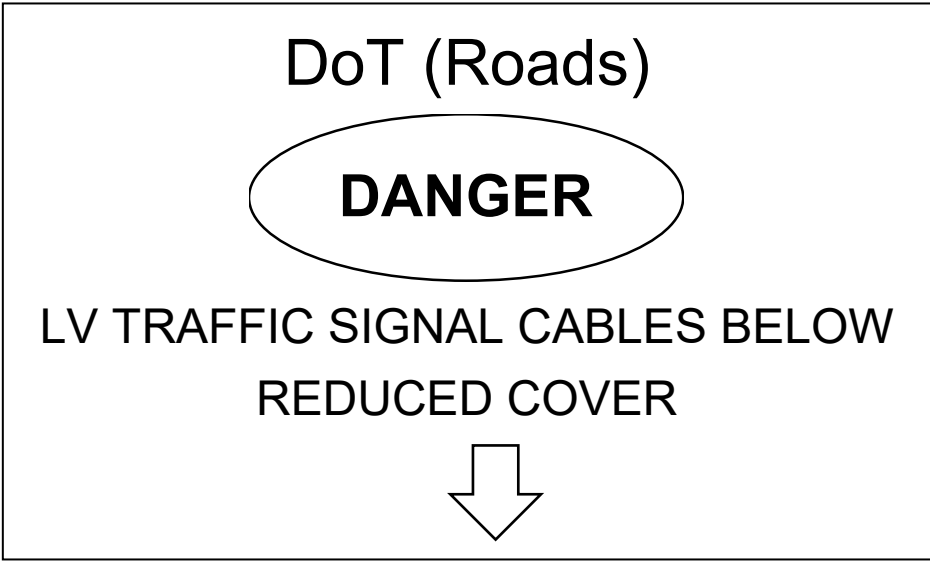 DoT (Roads)
DANGER
LV TRAFFIC SIGNAL CABLES BELOW
REDUCED COVER